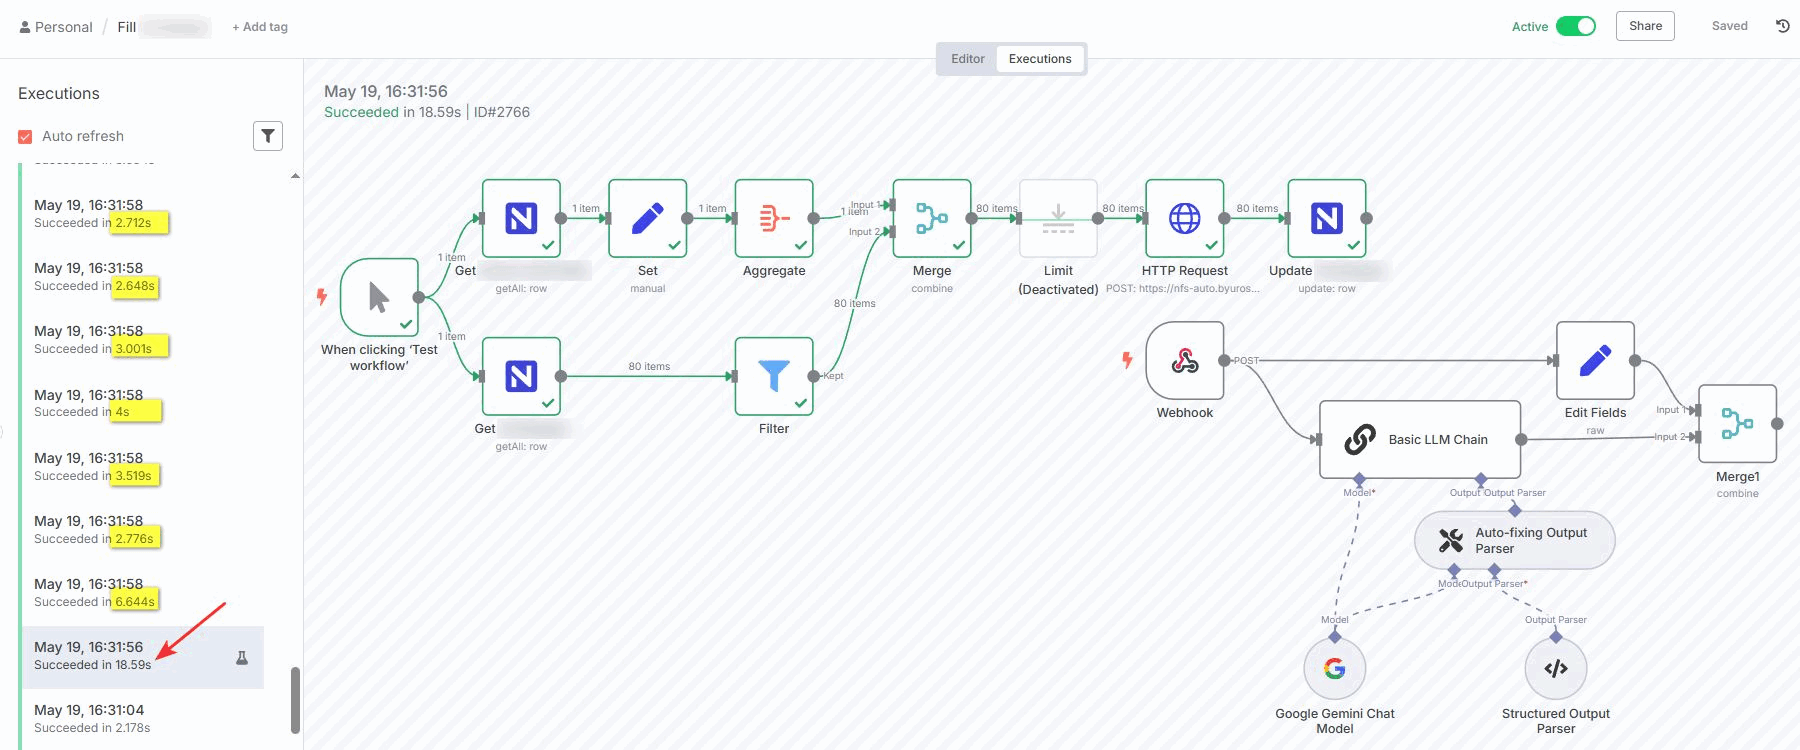 Personal / Fill
+ Add tag
Active
Share
Saved
Editor
Executions
Executions
Auto refresh
May 19, 16:31:58
Succeeded in 2.712s
May 19, 16:31:58
Succeeded in 2.648s
May 19, 16:31:58
Succeeded in 3.001s
May 19, 16:31:58
Succeeded in 4s
May 19, 16:31:58
Succeeded in 3.519s
May 19, 16:31:58
Succeeded in 2.776s
May 19, 16:31:58
Succeeded in 6.644s
May 19, 16:31:56
Succeeded in 18.59s
May 19, 16:31:04
Succeeded in 2.178s
May 19, 16:31:56
Succeeded in 18.59s | ID#2766
When clicking ‘Test
workflow’
1 item
1 item
Get
getAll: row
1 item
Set
manual
1 item
Aggregate
1 item
Input 1
Input 2
Merge
combine
80 items
Limit
(Deactivated)
80 items
HTTP Request
POST: https://nfs-auto.byuros...
80 items
Update
update: row
Get
getAll: row
80 items
Filter
Kept
80 items
Webhook
POST
Edit Fields
raw
Basic LLM Chain
Input 1
Input 2
Merge1
combine
Model*
Output Output Parser
Auto-fixing Output
Parser
Output Parser*
Model
Output Parser
Google Gemini Chat
Model
Structured Output
Parser